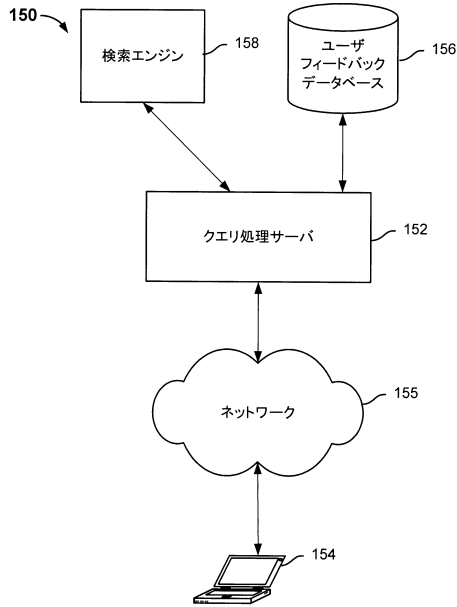 150
検索エンジン
158
ユーザ
フィードバック
データベース
156
クエリ処理サーバ
152
ネットワーク
155
154